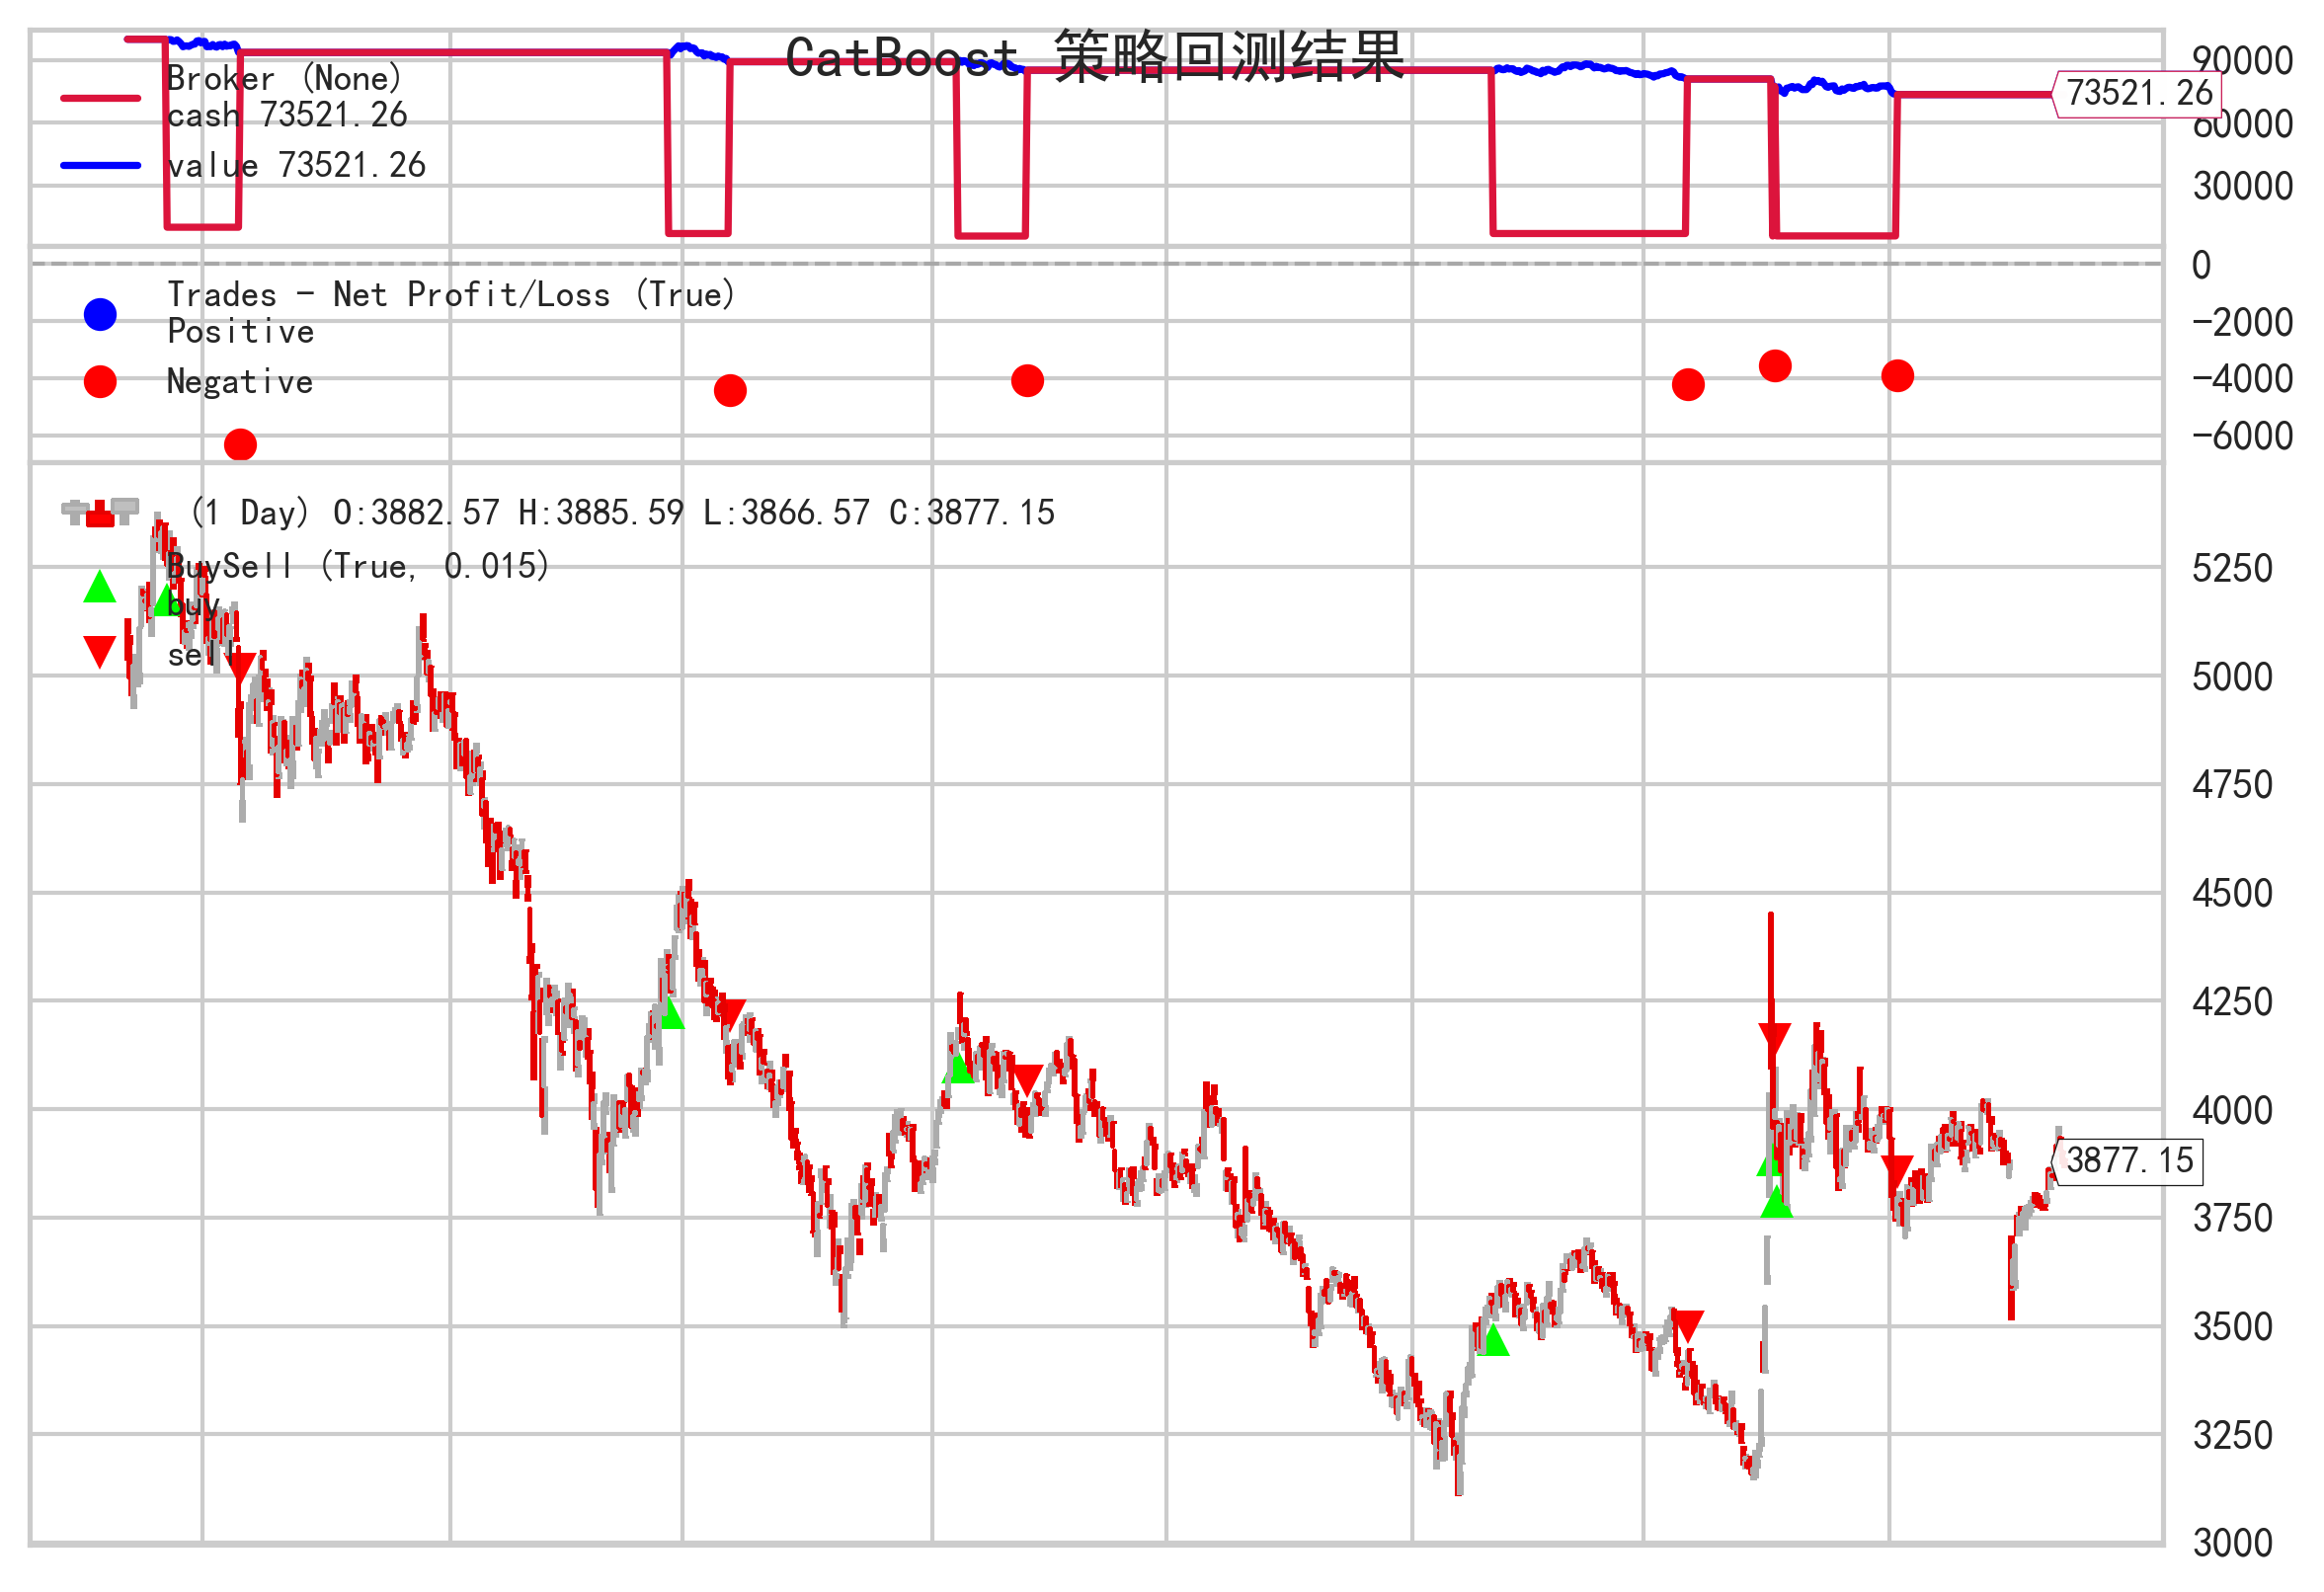 CatBoost 策略回测结果
Broker (None)
cash 73521.26
value 73521.26
90000
73521.26
60000
30000
Trades - Net Profit/Loss (True)
Positive
Negative
0
−2000
−4000
−6000
(1 Day) O:3882.57 H:3885.59 L:3866.57 C:3877.15
BuySell (True, 0.015)
buy
sell
5250
5000
4750
4500
4250
4000
3877.15
3750
3500
3250
3000